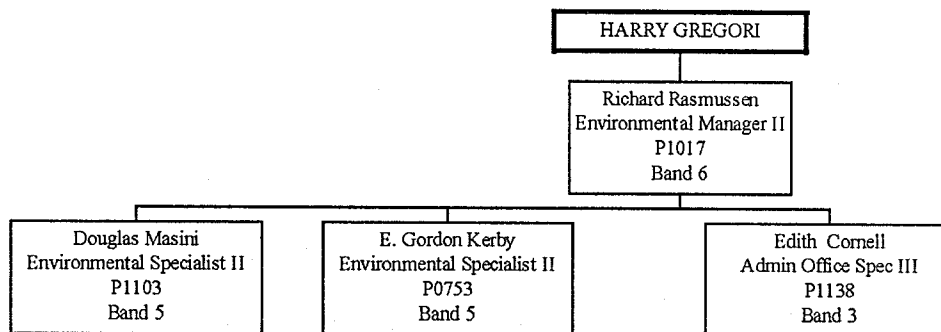 HARRY GREGORI
Richard Rasmussen
Environmental Manager II
P1017
Band 6
Douglas Masini
Environmental Specialist II
P1103
Band 5
E. Gordon Kerby
Environmental Specialist II
P0753
Band 5
Edith Cornell
Admin Office Spec III
P1138
Band 3